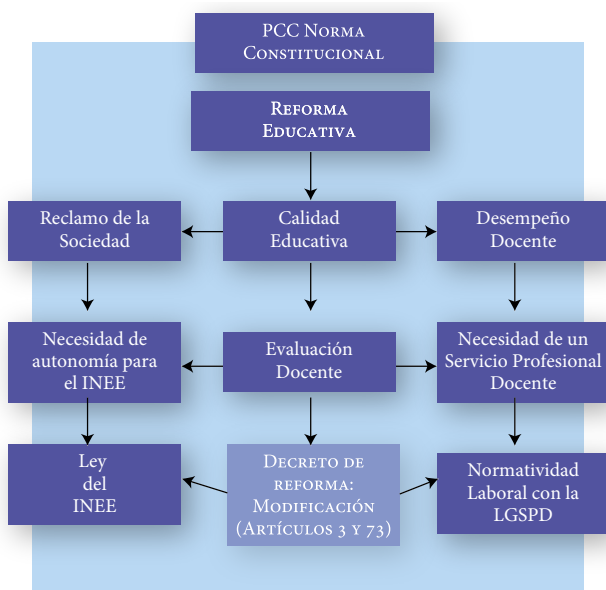 PCC Norma
Constitucional
Reforma
Educativa
Reclamo de la
Sociedad
Calidad
Educativa
Desempeño
Docente
Necesidad de
autonomía para
el INEE
Evaluación
Docente
Necesidad de un
Servicio Profesional
Docente
Ley
del
INEE
Decreto de
reforma:
Modificación
(Artículos 3 y 73)
Normatividad
Laboral con la
LGSPD